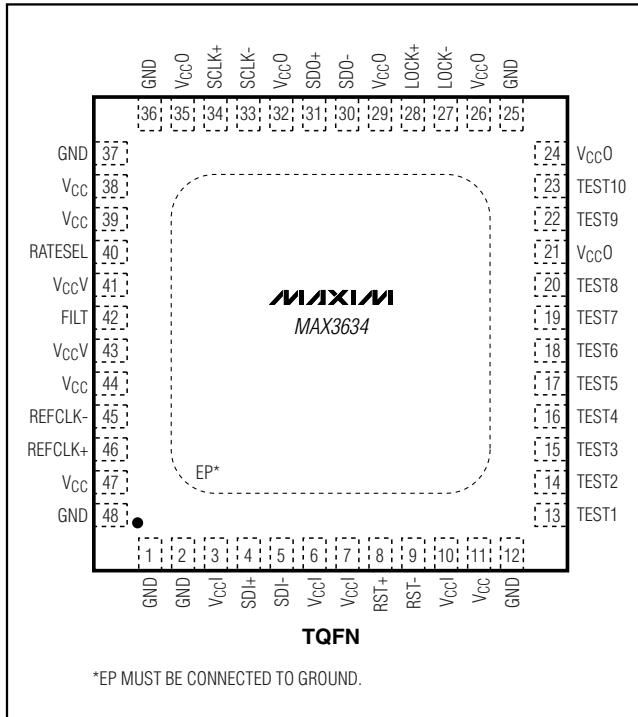 GND VCCO SCLK+ SCLK- VCCO SDO+ SDO- VCCO LOCK+ LOCK- VCCO GND
36 35 34 33 32 31 30 29 28 27 26 25
GND 37
VCC 38
VCC 39
RATESEL 40
VCCV 41
FILT 42
VCCV 43
VCC 44
REFCLK- 45
REFCLK+ 46
VCC 47
GND 48
MAXIM
MAX3634
EP*
24 VCCO
23 TEST10
22 TEST9
21 VCCO
20 TEST8
19 TEST7
18 TEST6
17 TEST5
16 TEST4
15 TEST3
14 TEST2
13 TEST1
1 2 3 4 5 6 7 8 9 10 11 12
GND GND VCCI SDI+ SDI- VCCI VCCI RST+ RST- VCCI VCC GND
TQFN
*EP MUST BE CONNECTED TO GROUND.